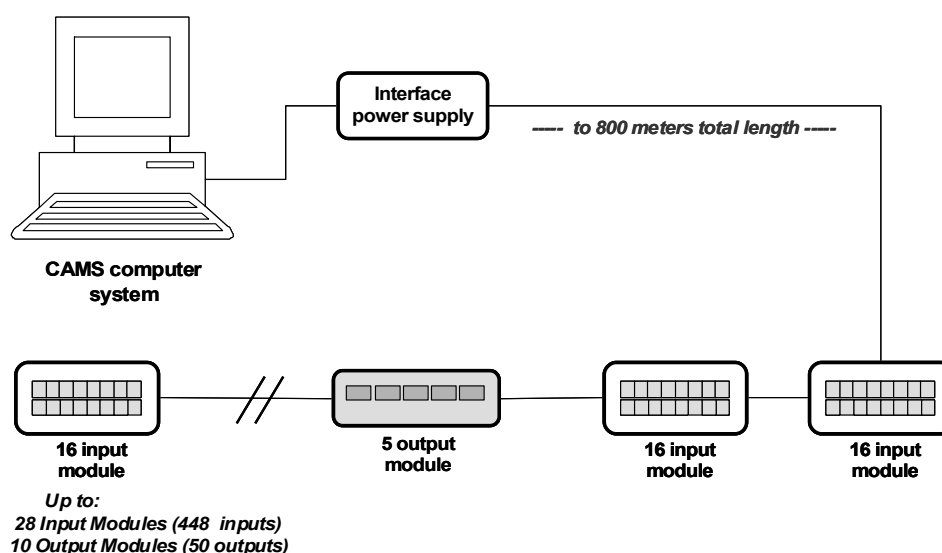 Interface
power supply
----- to 800 meters total length -----
CAMS computer
system
16 input
module
5 output
module
16 input
module
16 input
module
Up to:
28 Input Modules (448 inputs)
10 Output Modules (50 outputs)